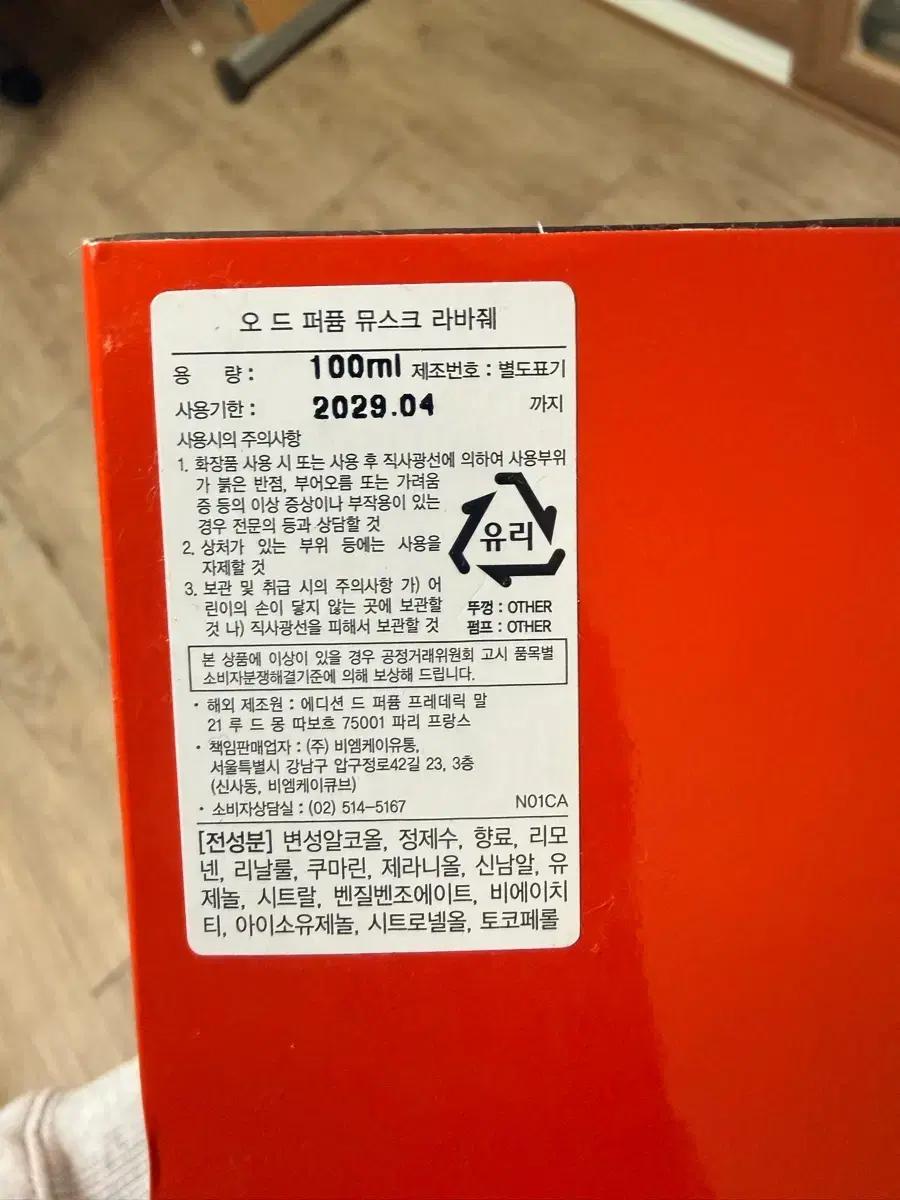 오 드 퍼퓸 뮤스크 라바줴
용 량 : 100ml 제조번호 : 별도표기
사용기한 : 2029.04 까지
사용시의 주의사항
1. 화장품 사용 시 또는 사용 후 직사광선에 의하여 사용부위
가 붉은 반점, 부어오름 또는 가려움
증 등의 이상 증상이나 부작용이 있는
경우 전문의 등과 상담할 것
2. 상처가 있는 부위 등에는 사용을
자제할 것
3. 보관 및 취급 시의 주의사항 가) 어
린이의 손이 닿지 않는 곳에 보관할
것 나) 직사광선을 피해서 보관할 것
유리
뚜껑 : OTHER
펌프 : OTHER
본 상품에 이상이 있을 경우 공정거래위원회 고시 품목별
소비자분쟁해결기준에 의해 보상해 드립니다.
• 해외 제조원 : 에디션 드 퍼퓸 프레데릭 말
21 루 드 몽 따보흐 75001 파리 프랑스
• 책임판매업자 : (주) 비엠케이유통,
서울특별시 강남구 압구정로42길 23, 3층
(신사동, 비엠케이큐브)
• 소비자상담실 : (02) 514-5167 N01CA
[전성분] 변성알코올, 정제수, 향료, 리모
넨, 리날룰, 쿠마린, 제라니올, 신남알, 유
제놀, 시트랄, 벤질벤조에이트, 비에이치
티, 아이소유제놀, 시트로넬올, 토코페롤